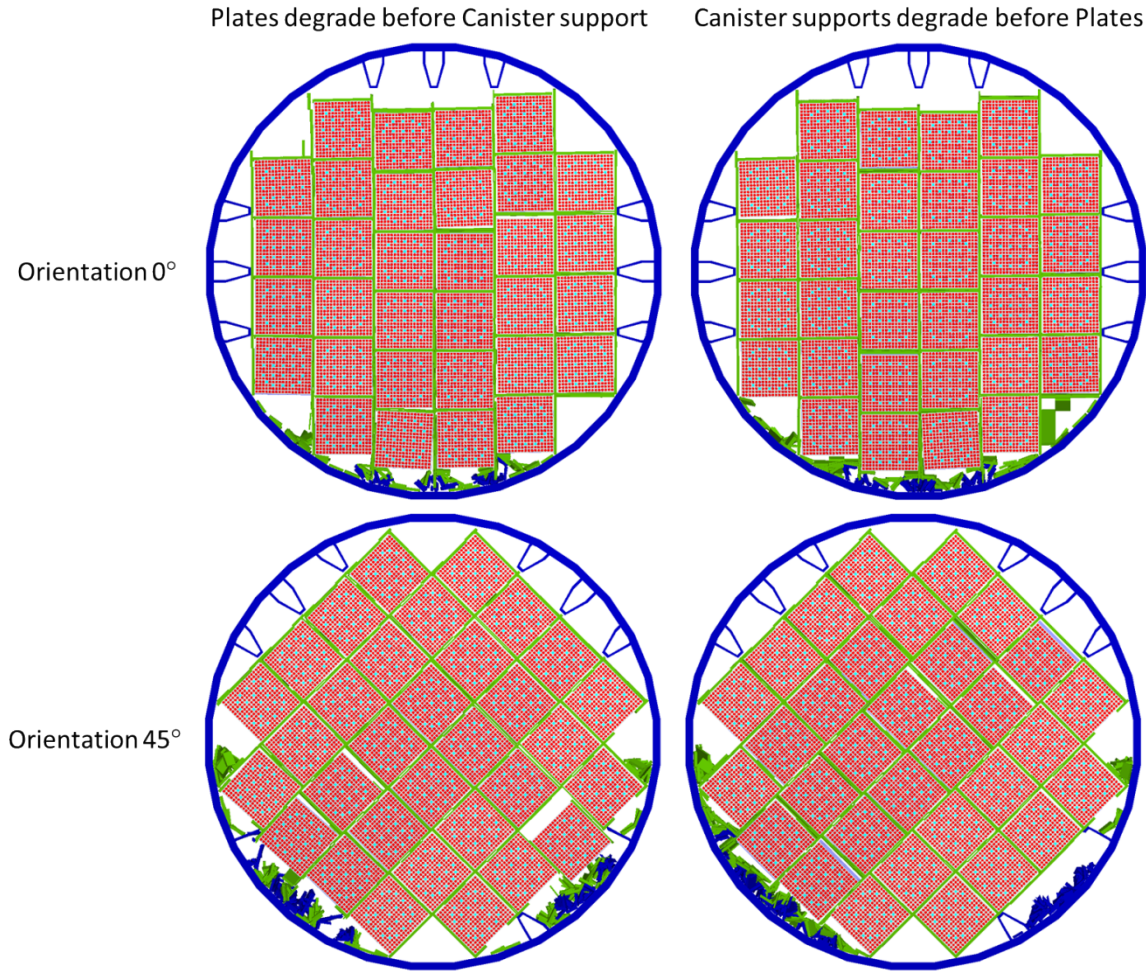 Plates degrade before Canister support
Canister supports degrade before Plates
Orientation 0°
Orientation 45°